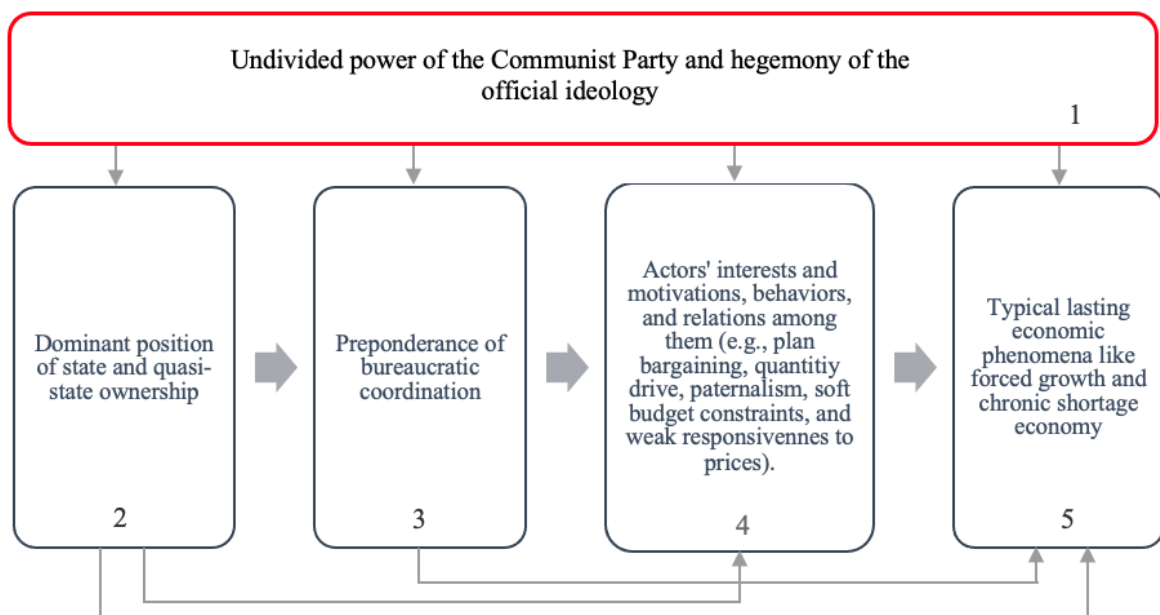 Undivided power of the Communist Party and hegemony of the
official ideology
1
Dominant position
of state and quasi-
state ownership
2
Preponderance of
bureaucratic
coordination
3
Actors' interests and
motivations, behaviors,
and relations among
them (e.g., plan
bargaining, quantitiy
drive, paternalism, soft
budget constraints, and
weak responsivennes to
prices).
4
Typical lasting
economic
phenomena like
forced growth and
chronic shortage
economy
5